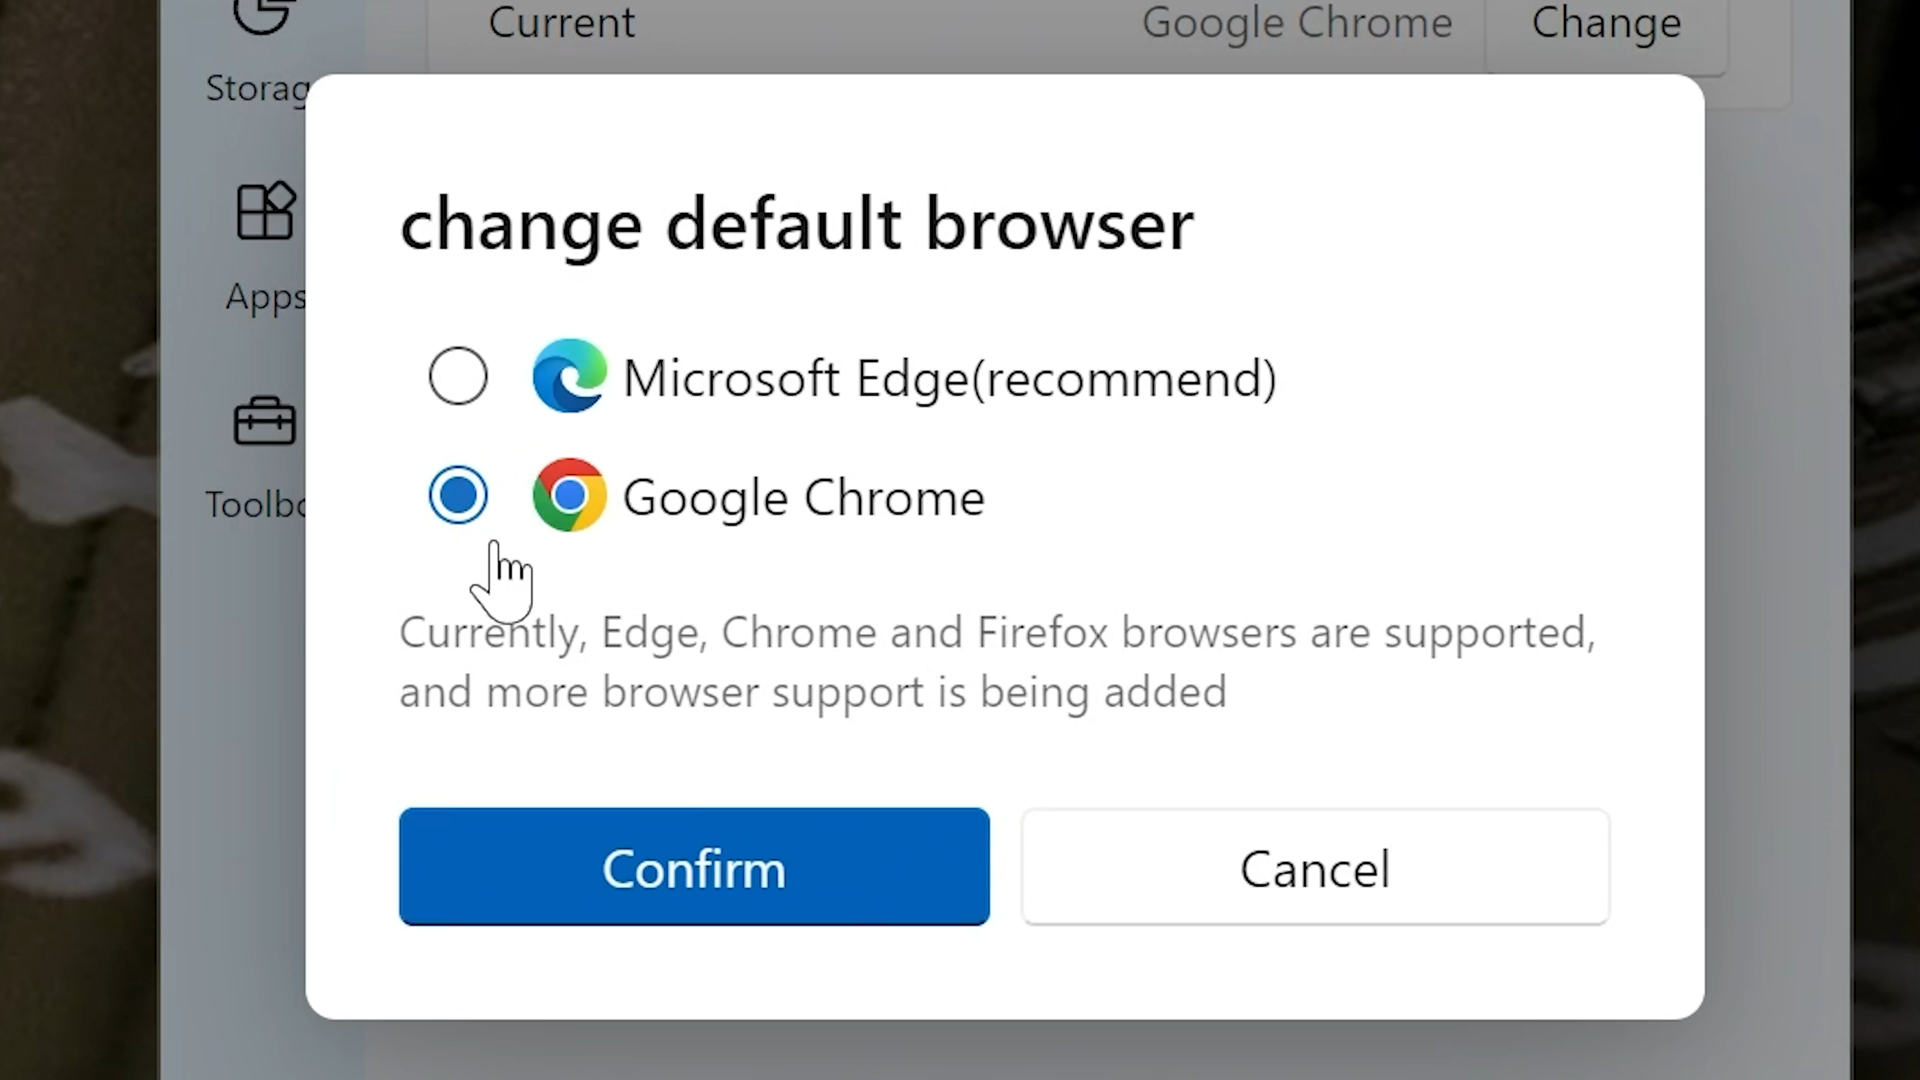 Current
Google Chrome
Change
Storag
Apps
Toolbo
change default browser
Microsoft Edge(recommend)
Google Chrome
Currently, Edge, Chrome and Firefox browsers are supported,
and more browser support is being added
Confirm
Cancel